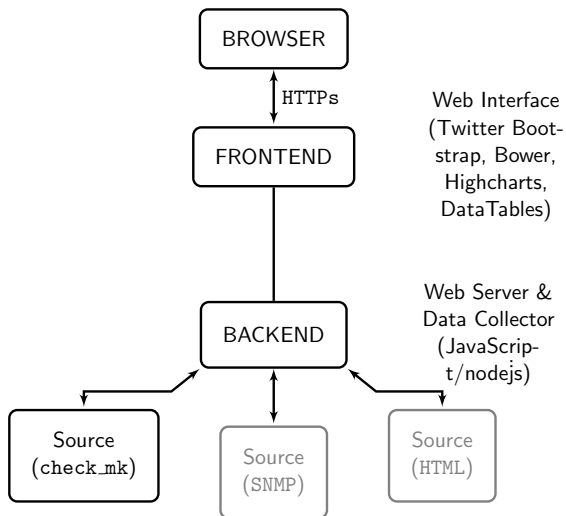 BROWSER
HTTPs
Web Interface
(Twitter Boot-
strap, Bower,
Highcharts,
DataTables)
FRONTEND
Web Server &
Data Collector
(JavaScrip-
t/nodejs)
BACKEND
Source
(check_mk)
Source
(SNMP)
Source
(HTML)